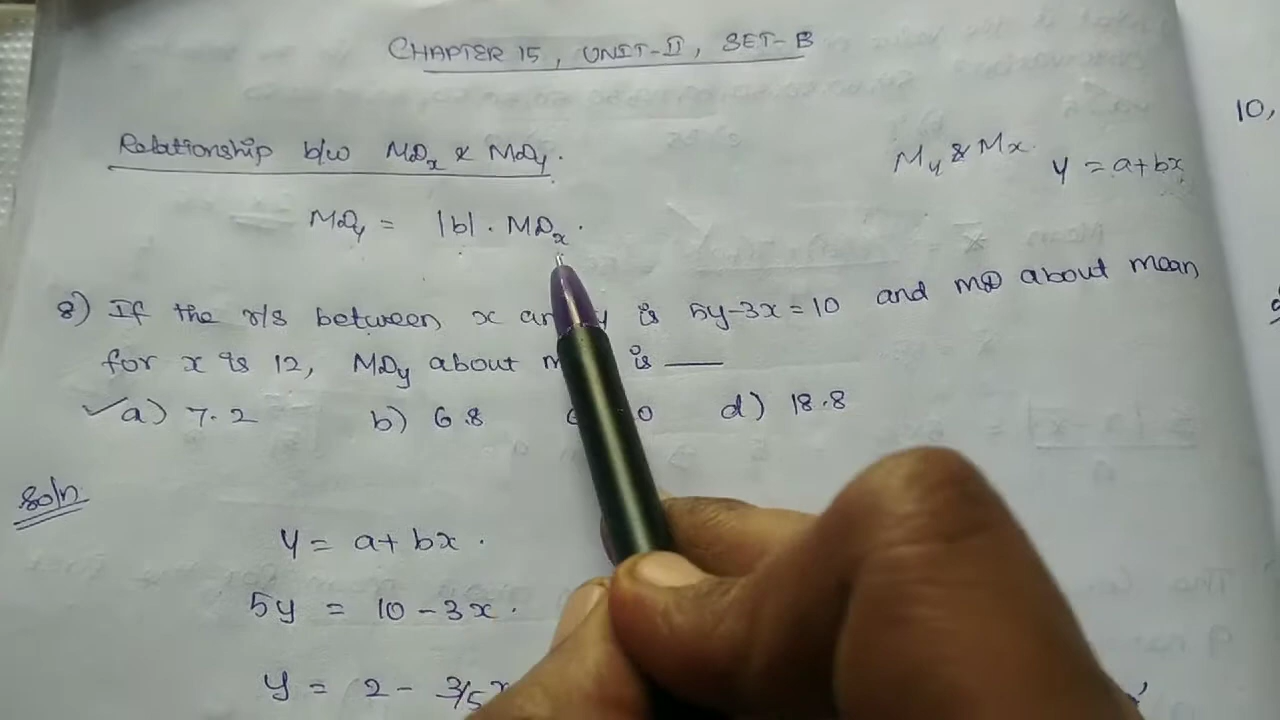 CHAPTER 15, UNIT-II, SET-B
10,
Relationship b/w MDx & MDy.
My & Mx. y = a+bx
MDy = |b|. MDx.
8) If the r/s between x an y is 5y-3x = 10 and MD about mean
for x is 12, MDy about m is —
✓a) 7.2 b) 6.8 0 d) 18.8
Soln
y = a+ bx .
5y = 10 - 3x .
y = 2 - 3/5x